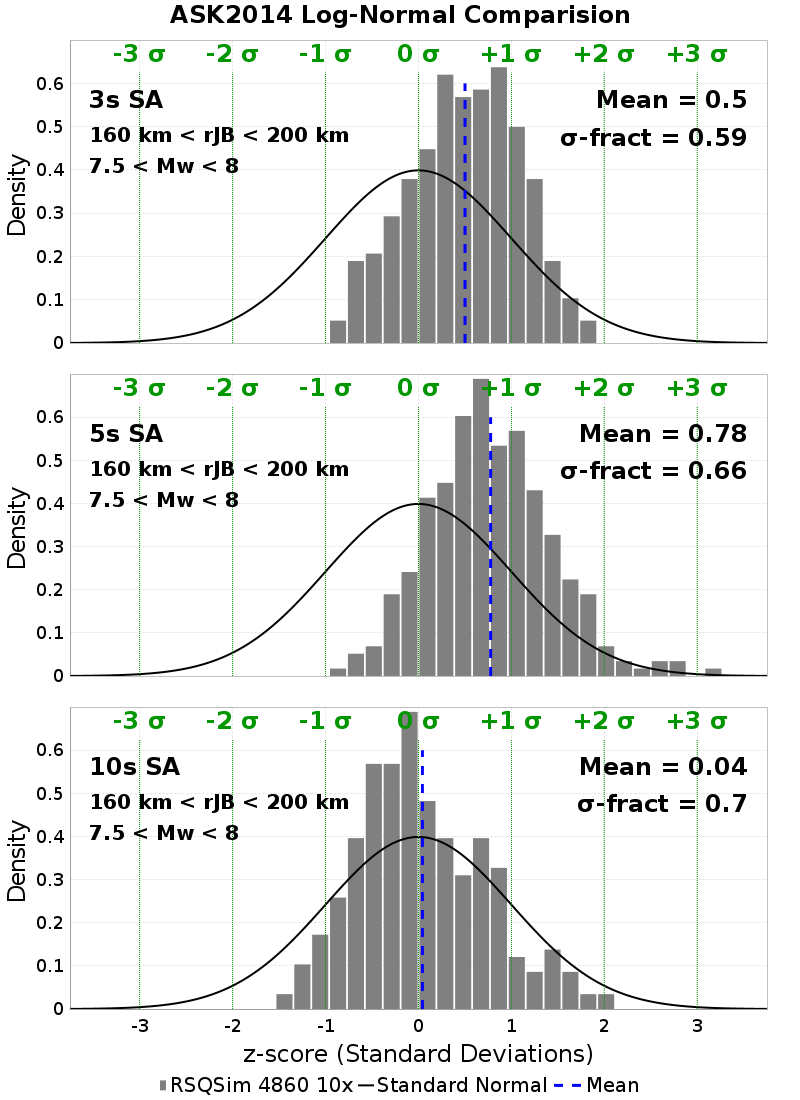 ASK2014 Log-Normal Comparision
-3 σ -2 σ -1 σ 0 σ +1 σ +2 σ +3 σ
3s SA
160 km < rJB < 200 km
7.5 < Mw < 8
Mean = 0.5
σ-fract = 0.59
Density
0.6
0.5
0.4
0.3
0.2
0.1
0
-3 σ -2 σ -1 σ 0 σ +1 σ +2 σ +3 σ
5s SA
160 km < rJB < 200 km
7.5 < Mw < 8
Mean = 0.78
σ-fract = 0.66
Density
0.6
0.5
0.4
0.3
0.2
0.1
0
-3 σ -2 σ -1 σ 0 σ +1 σ +2 σ +3 σ
10s SA
160 km < rJB < 200 km
7.5 < Mw < 8
Mean = 0.04
σ-fract = 0.7
Density
0.6
0.5
0.4
0.3
0.2
0.1
0
-3 -2 -1 0 1 2 3
z-score (Standard Deviations)
RSQSim 4860 10x Standard Normal Mean